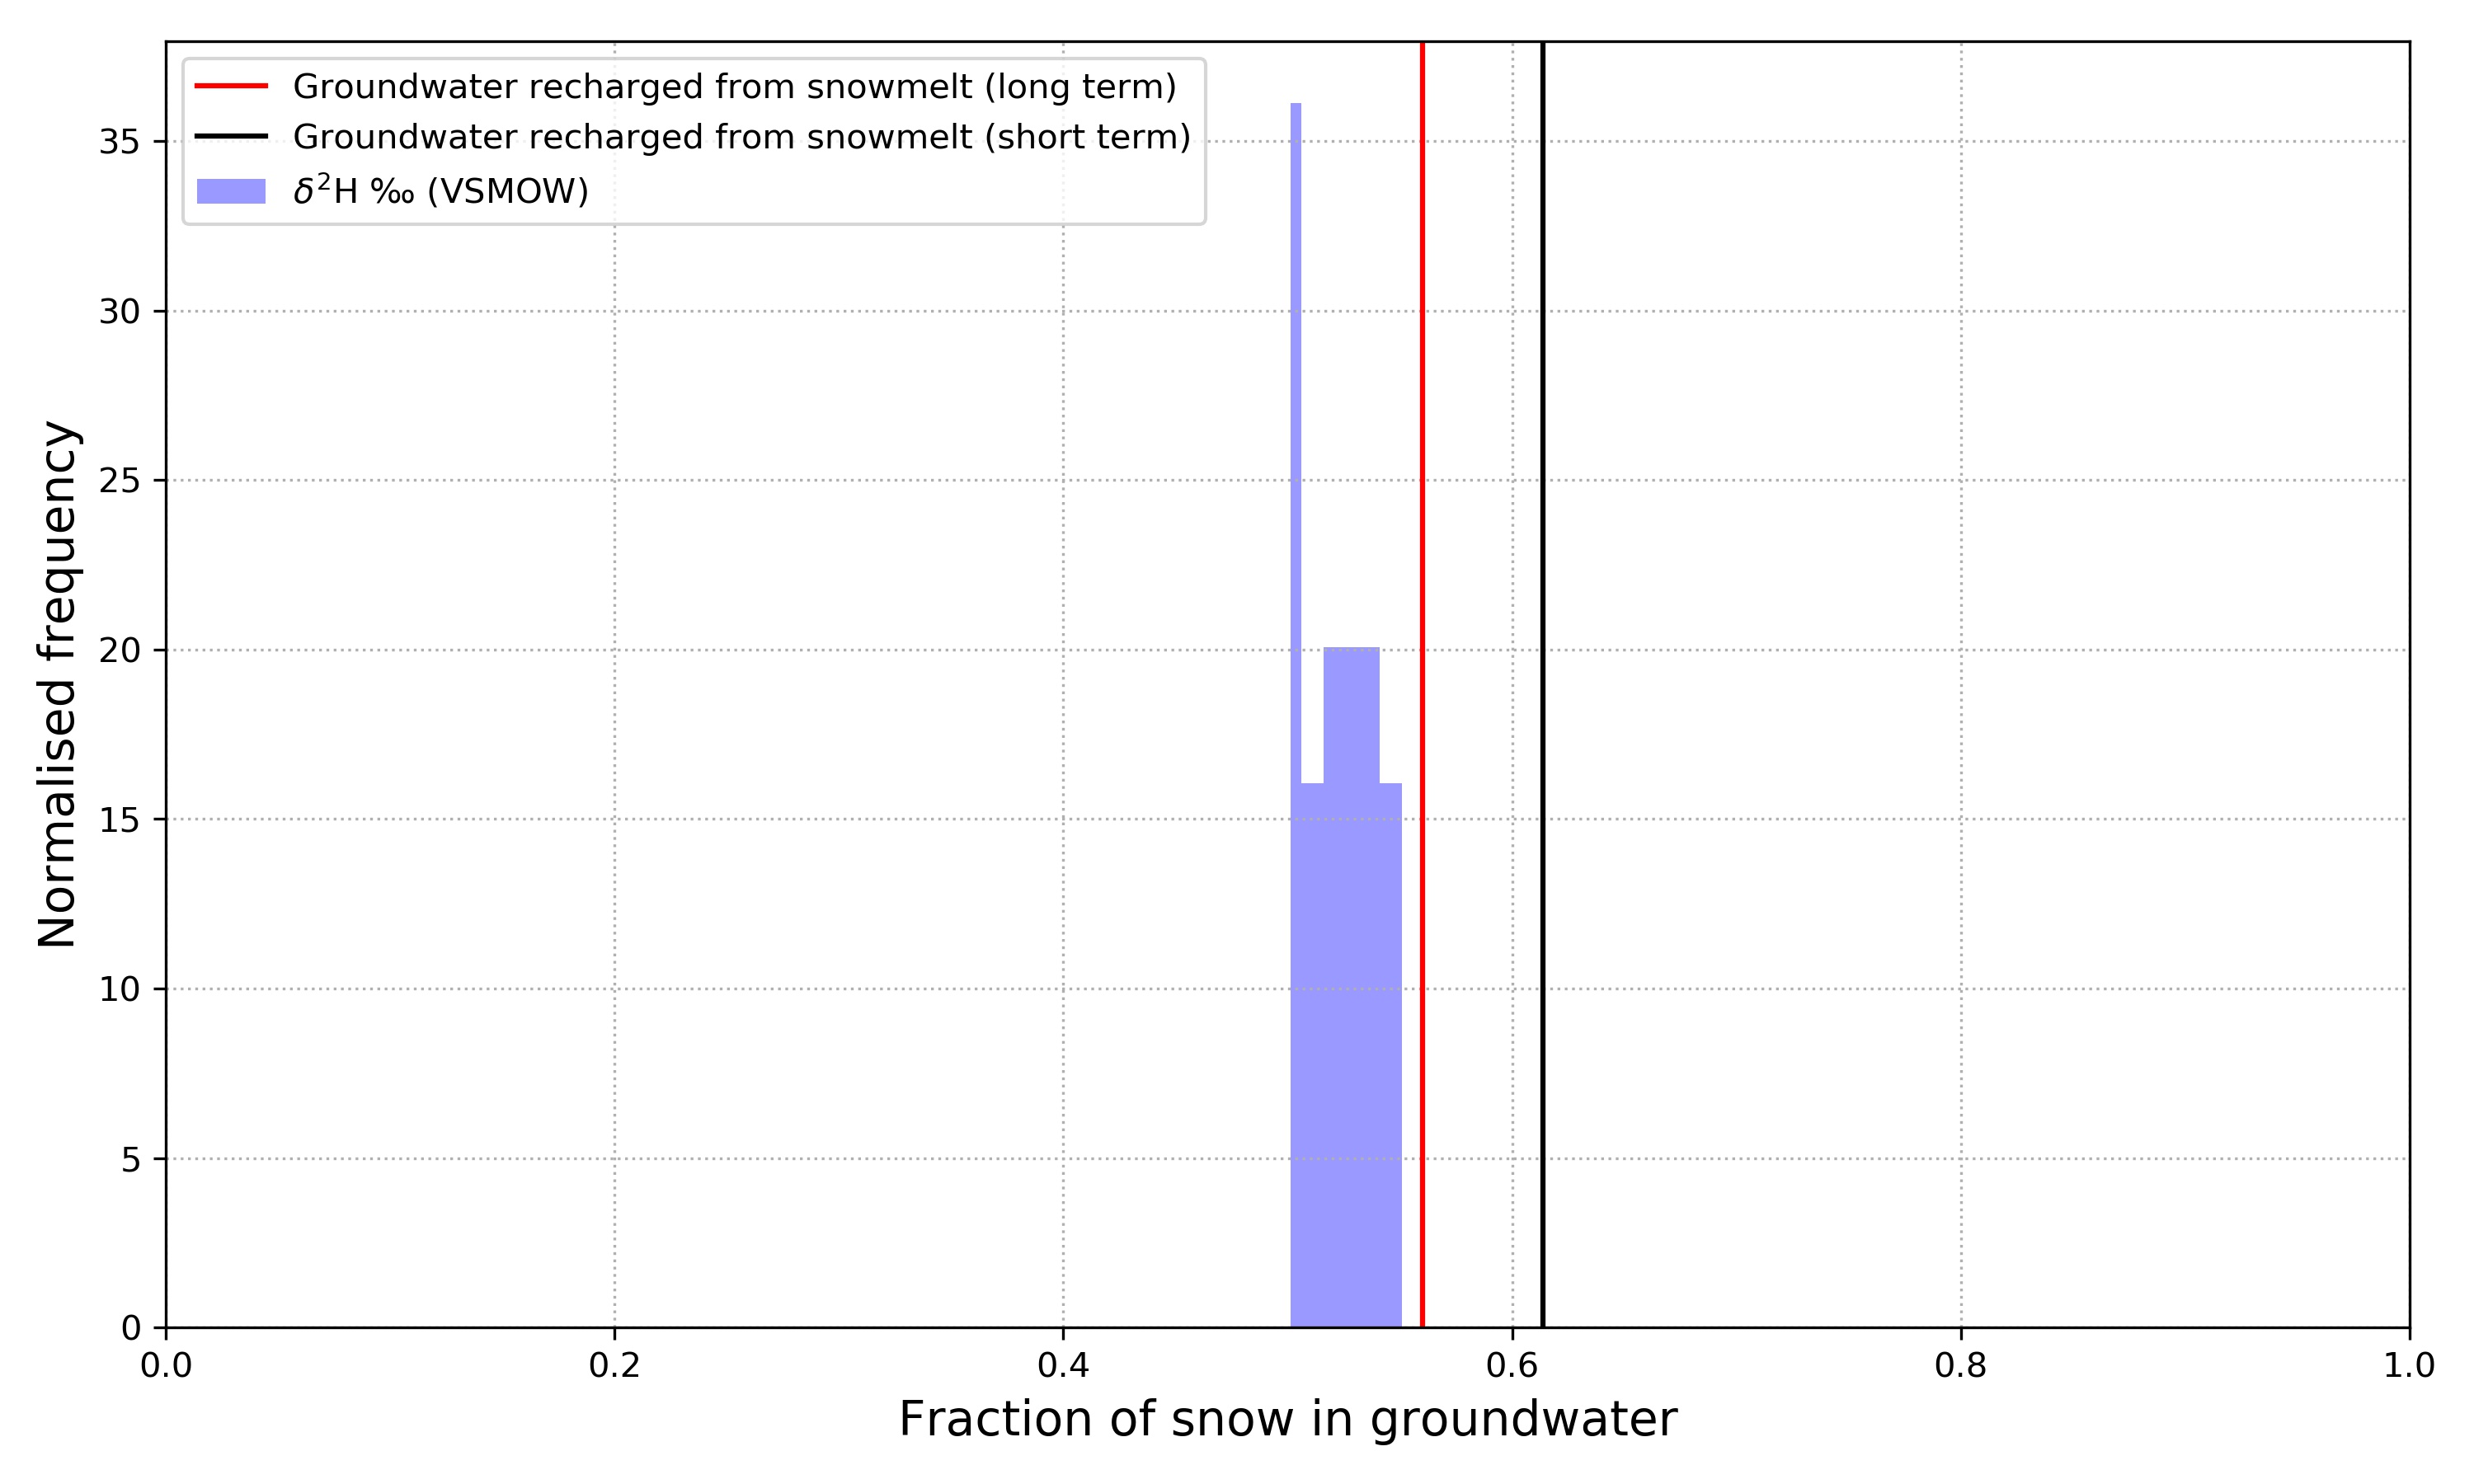 Groundwater recharged from snowmelt (long term)
Groundwater recharged from snowmelt (short term)
δ²H ‰ (VSMOW)
35
30
25
20
15
10
5
0
Normalised frequency
0.0 0.2 0.4 0.6 0.8 1.0
Fraction of snow in groundwater